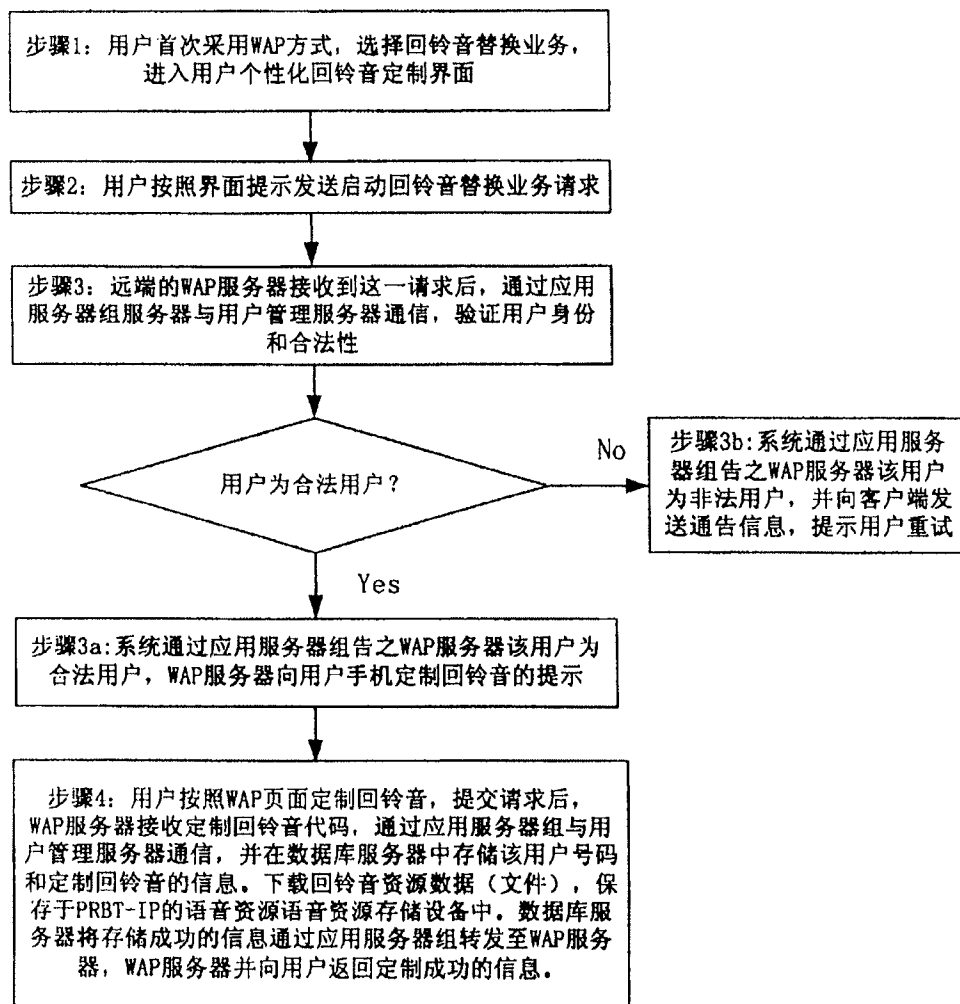 步骤1：用户首次采用WAP方式，选择回铃音替换业务，
进入用户个性化回铃音定制界面
步骤2：用户按照界面提示发送启动回铃音替换业务请求
步骤3：远端的WAP服务器接收到这一请求后，通过应用
服务器组服务器与用户管理服务器通信，验证用户身份
和合法性
用户为合法用户？
No
步骤3b:系统通过应用服务
器组告之WAP服务器该用户
为非法用户，并向客户端发
送通告信息，提示用户重试
Yes
步骤3a:系统通过应用服务器组告之WAP服务器该用户为
合法用户，WAP服务器向用户手机定制回铃音的提示
步骤4：用户按照WAP页面定制回铃音，提交请求后，
WAP服务器接收定制回铃音代码，通过应用服务器组与用
户管理服务器通信，并在数据库服务器中存储该用户号码
和定制回铃音的信息。下载回铃音资源数据（文件），保
存于PRBT-IP的语音资源语音资源存储设备中。数据库服
务器将存储成功的信息通过应用服务器组转发至WAP服务
器，WAP服务器并向用户返回定制成功的信息。